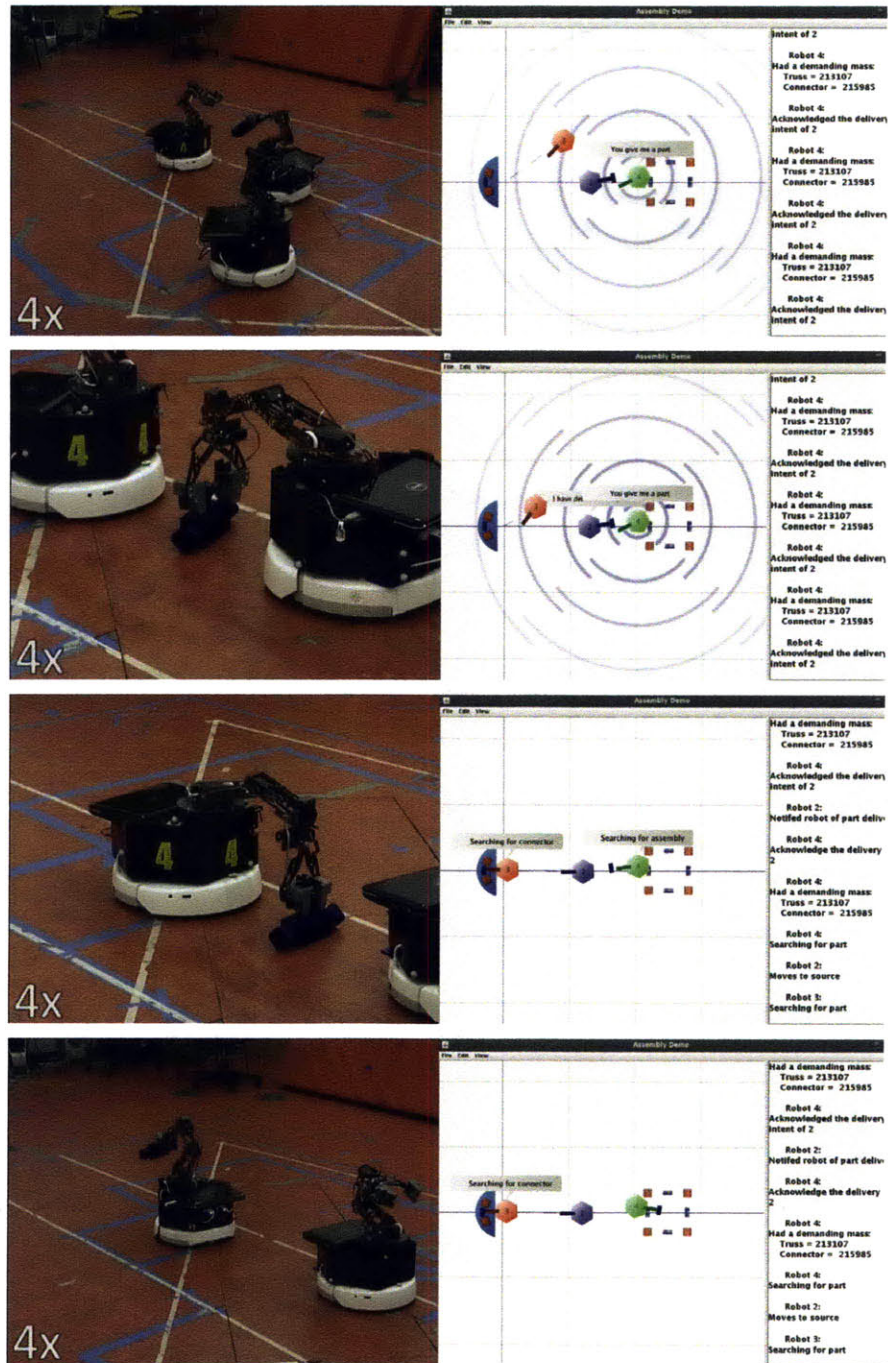 Assembly Demo
File Edit View
You give me a part
3
4
4x
intent of 2
Robot 4:
Had a demanding mass:
Truss = 213107
Connector = 215985
Robot 4:
Acknowledged the delivery
intent of 2
Robot 4:
Had a demanding mass:
Truss = 213107
Connector = 215985
Robot 4:
Acknowledged the delivery
intent of 2
Robot 4:
Had a demanding mass:
Truss = 213107
Connector = 215985
Robot 4:
Acknowledged the delivery
intent of 2
Assembly Demo
File Edit View
I have del You give me a part
4 4
4x
intent of 2
Robot 4:
Had a demanding mass:
Truss = 213107
Connector = 215985
Robot 4:
Acknowledged the delivery
intent of 2
Robot 4:
Had a demanding mass:
Truss = 213107
Connector = 215985
Robot 4:
Acknowledged the delivery
intent of 2
Robot 4:
Had a demanding mass:
Truss = 213107
Connector = 215985
Robot 4:
Acknowledged the delivery
intent of 2
Assembly Demo
File Edit View
Searching for connector Searching for assembly
3
4 4
4x
Had a demanding mass:
Truss = 213107
Connector = 215985
Robot 4:
Acknowledged the delivery
intent of 2
Robot 2:
Notifed robot of part deliv
Robot 4:
Acknowledge the delivery
2
Robot 4:
Had a demanding mass:
Truss = 213107
Connector = 215985
Robot 4:
Searching for part
Robot 2:
Moves to source
Robot 3:
Searching for part
Assembly Demo
File Edit View
Searching for connector
3
4x
Had a demanding mass:
Truss = 213107
Connector = 215985
Robot 4:
Acknowledged the delivery
intent of 2
Robot 2:
Notifed robot of part deliv
Robot 4:
Acknowledge the delivery
2
Robot 4:
Had a demanding mass:
Truss = 213107
Connector = 215985
Robot 4:
Searching for part
Robot 2:
Moves to source
Robot 3:
Searching for part